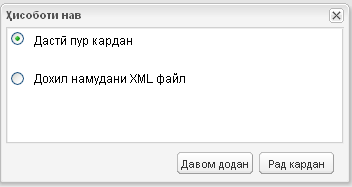 Ҳисоботи нав
Дастӣ пур кардан
Дохил намудани XML файл
Давом додан
Рад кардан